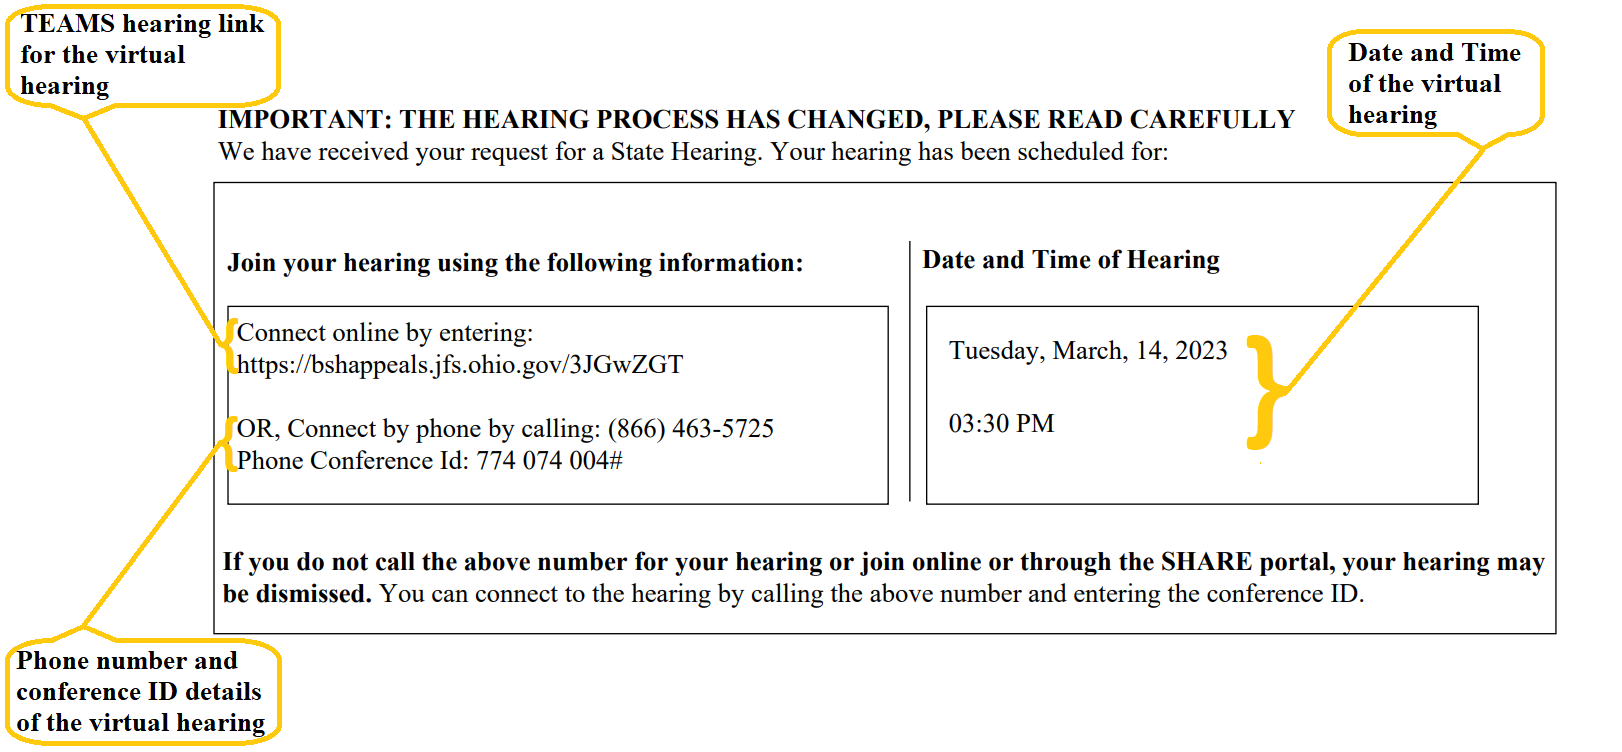 TEAMS hearing link
for the virtual
hearing
Date and Time
of the virtual
hearing
IMPORTANT: THE HEARING PROCESS HAS CHANGED, PLEASE READ CAREFULLY
We have received your request for a State Hearing. Your hearing has been scheduled for:
Join your hearing using the following information:
Connect online by entering:
https://bshappeals.jfs.ohio.gov/3JGwZGT
OR, Connect by phone by calling: (866) 463-5725
Phone Conference Id: 774 074 004#
Date and Time of Hearing
Tuesday, March, 14, 2023
03:30 PM
If you do not call the above number for your hearing or join online or through the SHARE portal, your hearing may
be dismissed. You can connect to the hearing by calling the above number and entering the conference ID.
Phone number and
conference ID details
of the virtual hearing